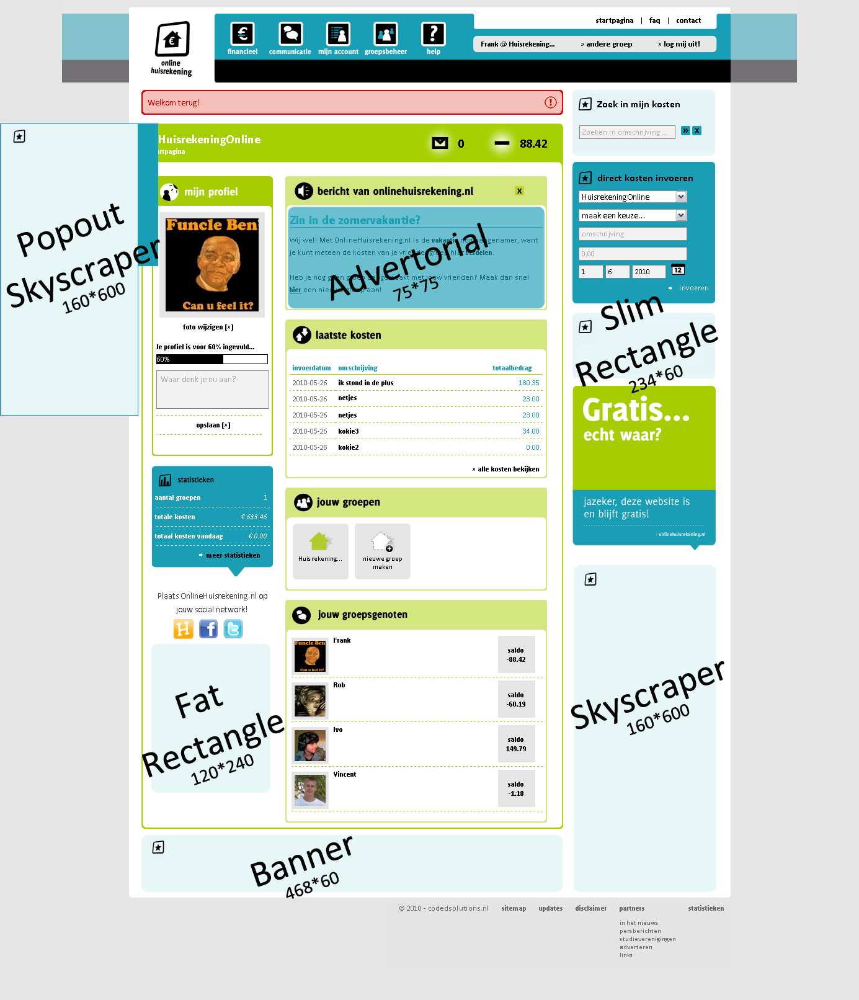 startpagina | faq | contact
online
huisrekening
financieel communicatie mijn account groepsbeheer help
Frank @ Huisrekening... » andere groep » log mij uit!
Welkom terug!
HuisrekeningOnline
artpagina
0
88.42
mijn profiel
Funcle Ben
Can u feel it?
foto wijzigen [»]
Je profiel is voor 60% ingevuld...
60%
Waar denk je nu aan?
opslaan [»]
Popout
Skyscraper
160*600
statistieken
aantal groepen 1
totale kosten € 633.46
totaal kosten vandaag € 0.00
meer statistieken
Plaats OnlineHuisrekening.nl op
jouw social network!
Fat
Rectangle
120*240
bericht van onlinehuisrekening.nl x
Zin in de zomervakantie?
Wij wel! Met OnlineHuisrekening.nl is de vakantie nog aangenamer, want
je kunt meteen de kosten van je vriendengroep hier verdelen.
Heb je nog geen groep aangemaakt met jouw vrienden? Maak dan snel
hier een nieuwe groep aan!
Advertorial
75*75
laatste kosten
invoerdatum omschrijving totaalbedrag
2010-05-26 ik stond in de plus 180.35
2010-05-26 netjes 23.00
2010-05-26 netjes 23.00
2010-05-26 kokie3 34.00
2010-05-26 kokie2 0.00
» alle kosten bekijken
jouw groepen
Huisrekening...
nieuwe groep
maken
jouw groepsgenoten
Funcle Ben
Can u feel it?
Frank
saldo
-88.42
Rob
saldo
-60.19
Ivo
saldo
149.79
Vincent
saldo
-1.18
Zoek in mijn kosten
Zoeken in omschrijving ... » x
direct kosten invoeren
HuisrekeningOnline
maak een keuze...
omschrijving
0,00
1 6 2010 12
invoeren
Slim
Rectangle
234*60
Gratis...
echt waar?
jazeker, deze website is
en blijft gratis!
onlinehuisrekening.nl
Skyscraper
160*600
Banner
468*60
© 2010 - codedsolutions.nl sitemap updates disclaimer partners statistieken
in het nieuws
persberichten
studieverenigingen
adverteren
links